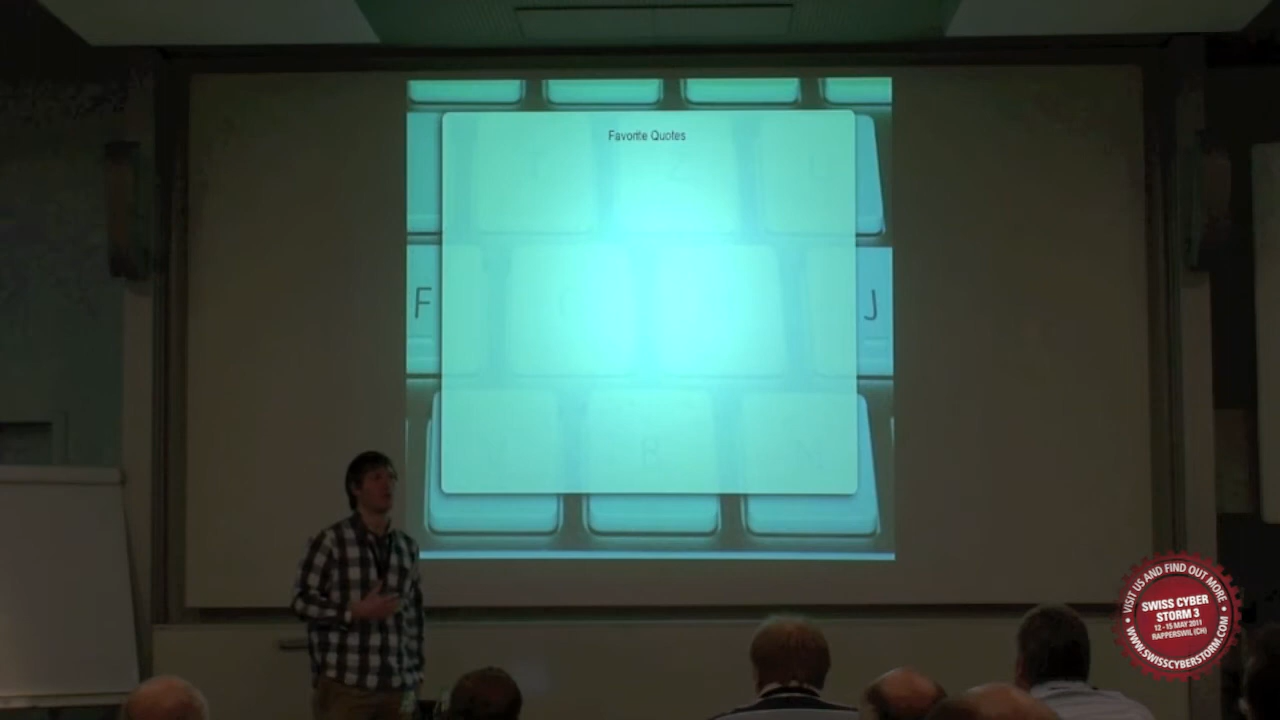 Favorite Quotes
F
J
B
VISIT US AND FIND OUT MORE
SWISS CYBER
STORM 3
12 - 15 MAY 2011
RAPPERSWIL (CH)
WWW.SWISSCYBERSTORM.COM